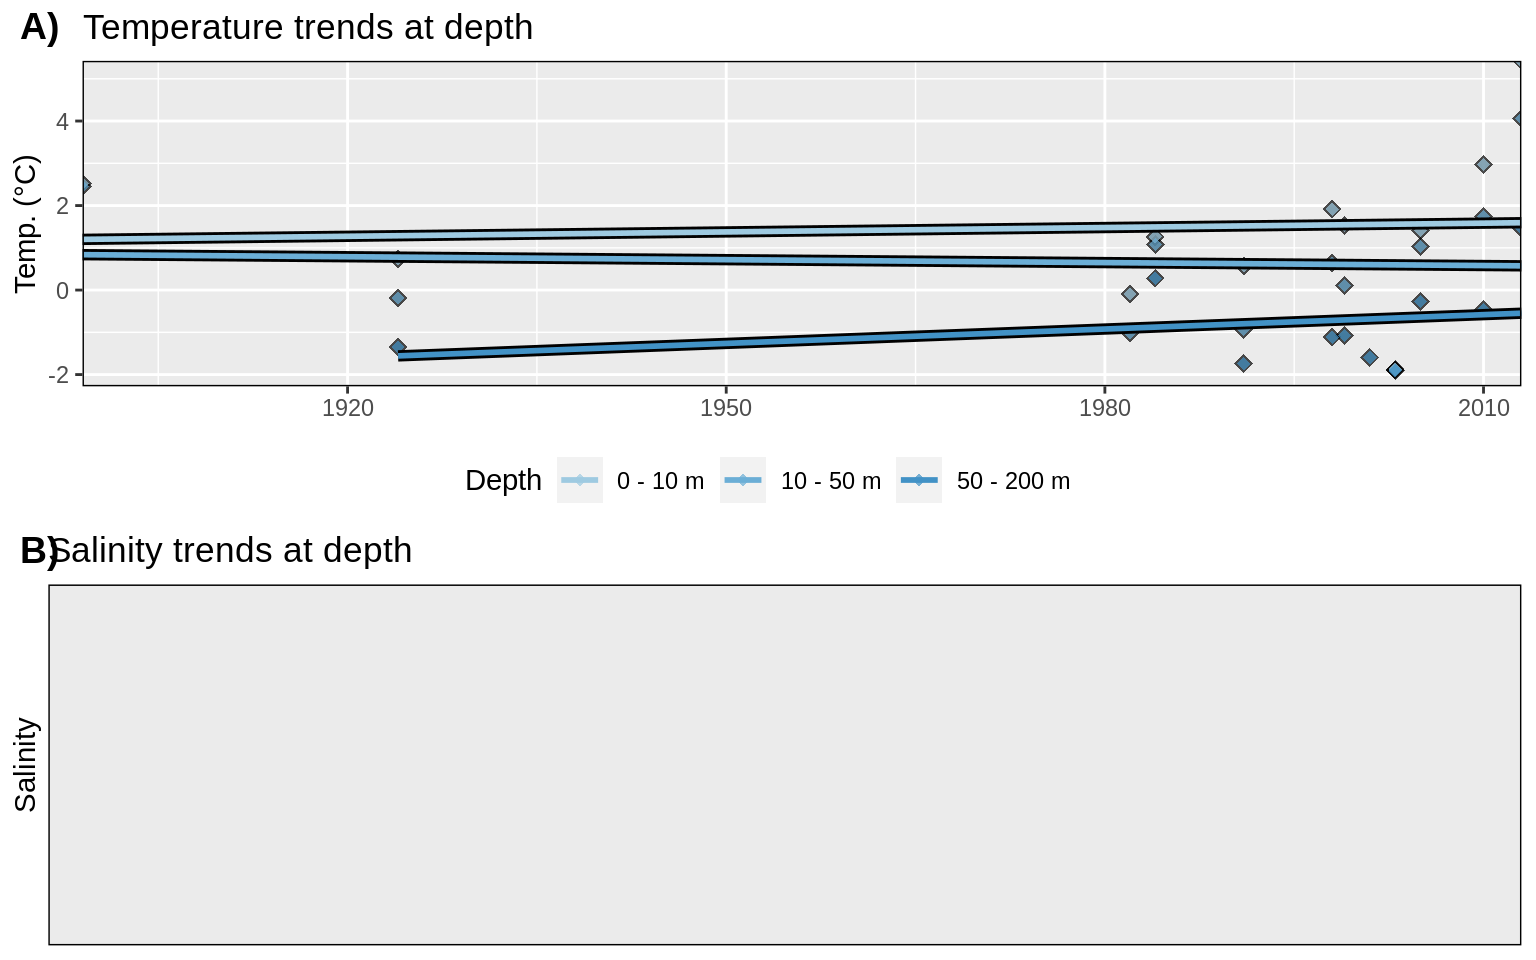 A) Temperature trends at depth
Temp. (°C)
4
2
0
-2
1920 1950 1980 2010
Depth 0 - 10 m 10 - 50 m 50 - 200 m
B) Salinity trends at depth
Salinity